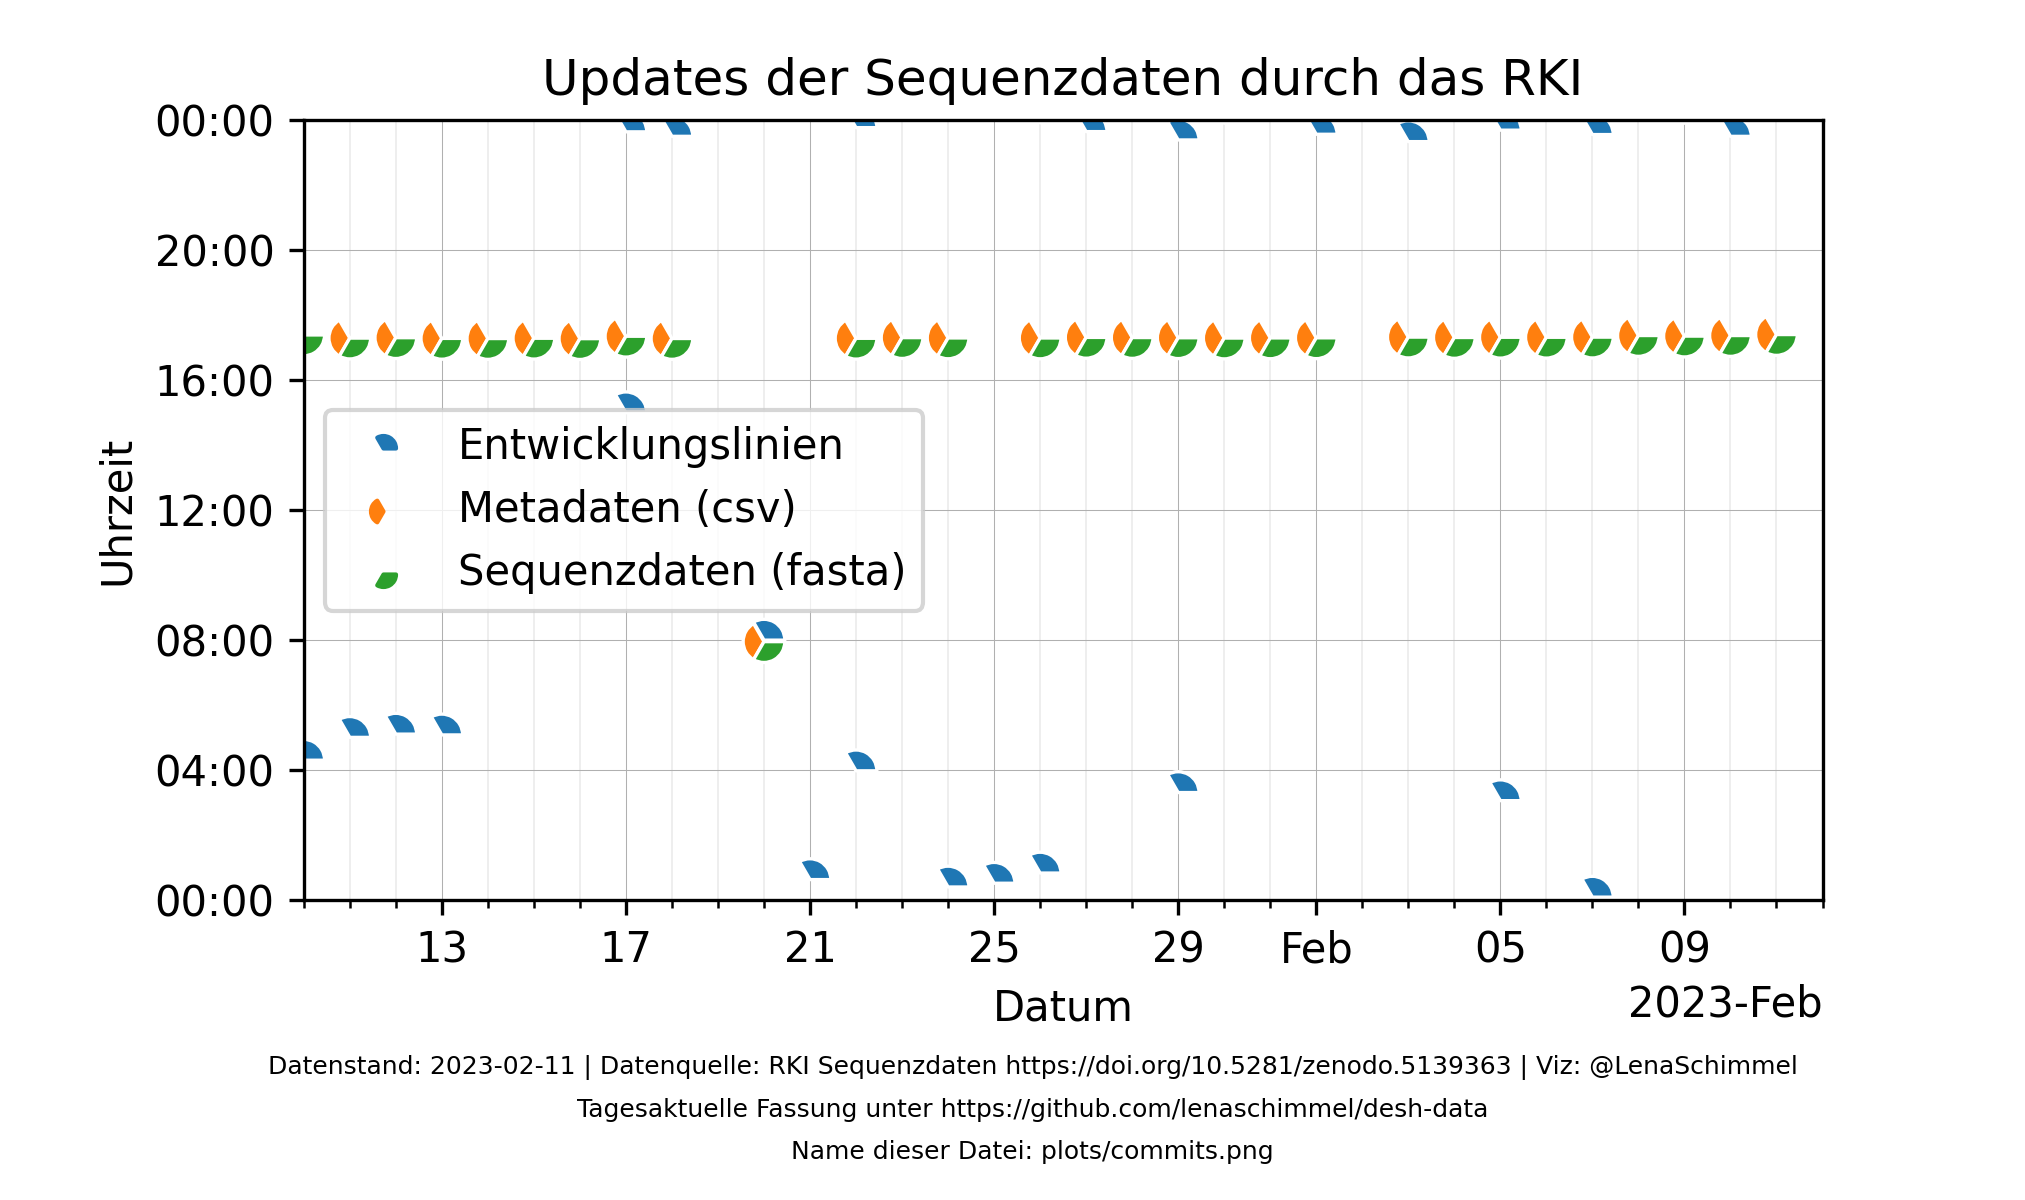 Updates der Sequenzdaten durch das RKI
00:00
20:00
16:00
12:00
08:00
04:00
00:00
Uhrzeit
Entwicklungslinien
Metadaten (csv)
Sequenzdaten (fasta)
13 17 21 25 29 Feb 05 09
Datum
2023-Feb
Datenstand: 2023-02-11 | Datenquelle: RKI Sequenzdaten https://doi.org/10.5281/zenodo.5139363 | Viz: @LenaSchimmel
Tagesaktuelle Fassung unter https://github.com/lenaschimmel/desh-data
Name dieser Datei: plots/commits.png